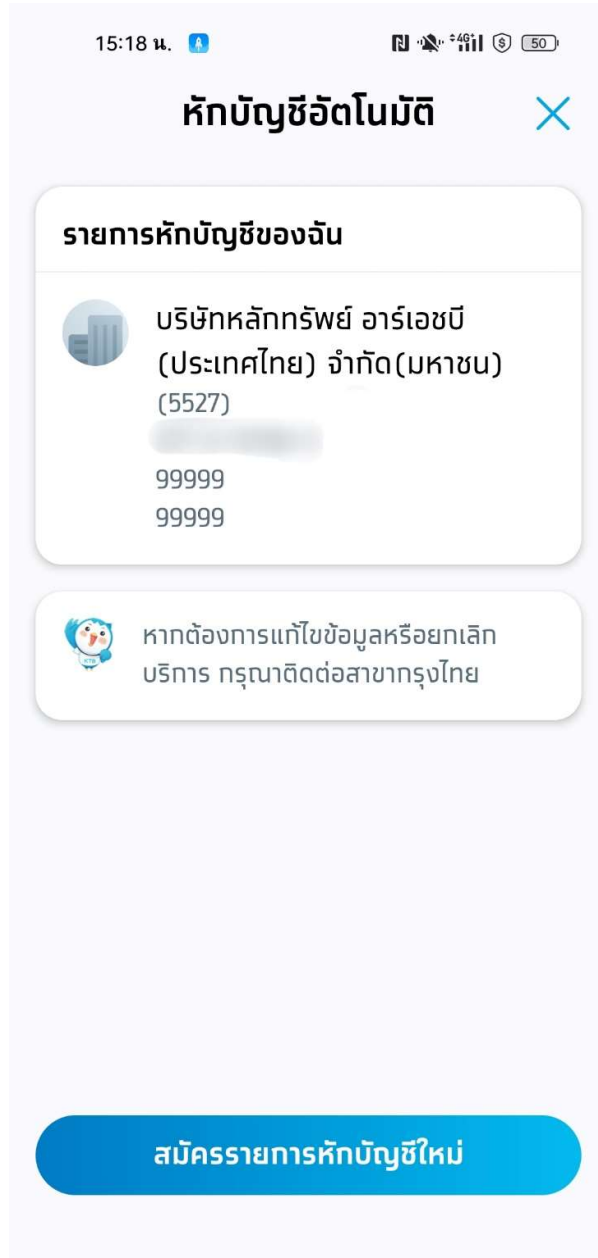 15:18 น. 4G+ 50
หักบัญชีอัตโนมัติ
รายการหักบัญชีของฉัน
บริษัทหลักทรัพย์ อาร์เอชบี
(ประเทศไทย) จำกัด(มหาชน)
(5527)
99999
99999
KTB
หากต้องการแก้ไขข้อมูลหรือยกเลิก
บริการ กรุณาติดต่อสาขากรุงไทย
สมัครรายการหักบัญชีใหม่